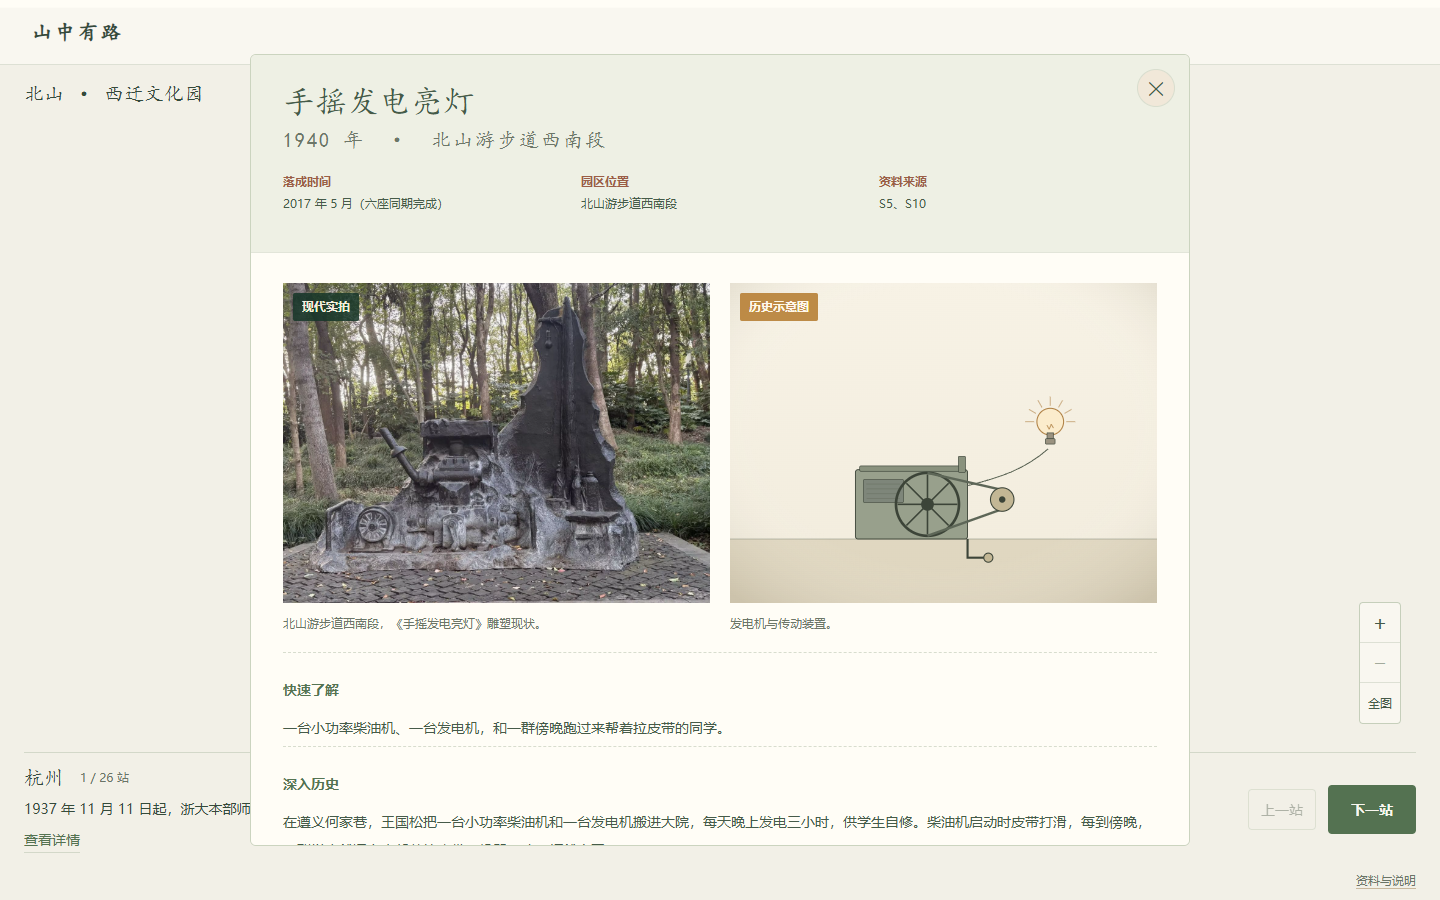 山中有路
北山 • 西迁文化园
手摇发电亮灯
1940 年 • 北山游步道西南段
落成时间
2017 年 5 月（六座同期完成）
园区位置
北山游步道西南段
资料来源
S5、S10
现代实拍
历史示意图
北山游步道西南段，《手摇发电亮灯》雕塑现状。
发电机与传动装置。
快速了解
一台小功率柴油机、一台发电机，和一群傍晚跑过来帮着拉皮带的同学。
深入历史
在遵义何家巷，王国松把一台小功率柴油机和一台发电机搬进大院，每天晚上发电三小时，供学生自修。柴油机启动时皮带打滑，每到傍晚，
+
−
全图
杭州 1 / 26 站
1937 年 11 月 11 日起，浙大本部师
查看详情
上一站
下一站
资料与说明